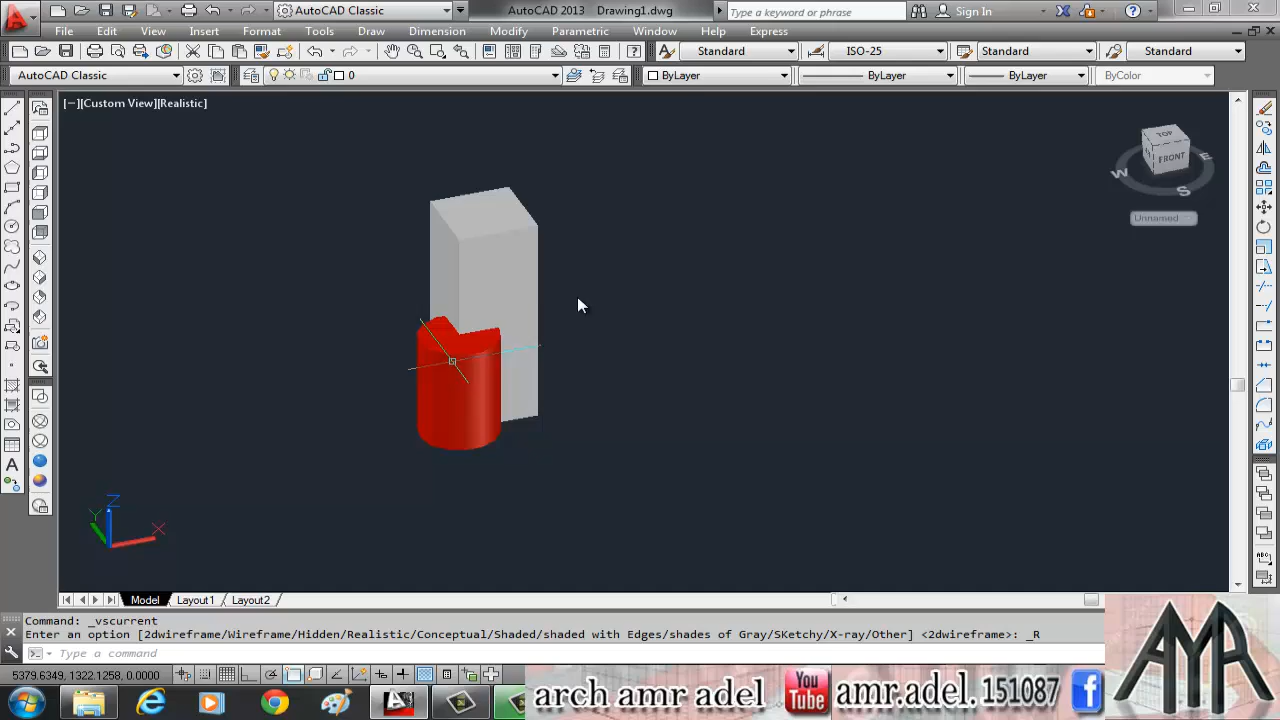 AutoCAD Classic
AutoCAD 2013 Drawing1.dwg
Type a keyword or phrase
Sign In
File Edit View Insert Format Tools Draw Dimension Modify Parametric Window Help Express
Standard
ISO-25
Standard
Standard
AutoCAD Classic
0
ByLayer
ByLayer
ByLayer
ByColor
[−][Custom View][Realistic]
TOP
FRONT
W
E
S
Unnamed
Z
Y
X
Model Layout1 Layout2
Command: _vscurrent
Enter an option [2dwireframe/Wireframe/Hidden/Realistic/Conceptual/Shaded/shaded with Edges/shades of Gray/SKetchy/X-ray/Other] <2dwireframe>: _R
Type a command
5379.6349, 1322.1258, 0.0000
arch amr adel
You Tube
amr.adel.151087
f